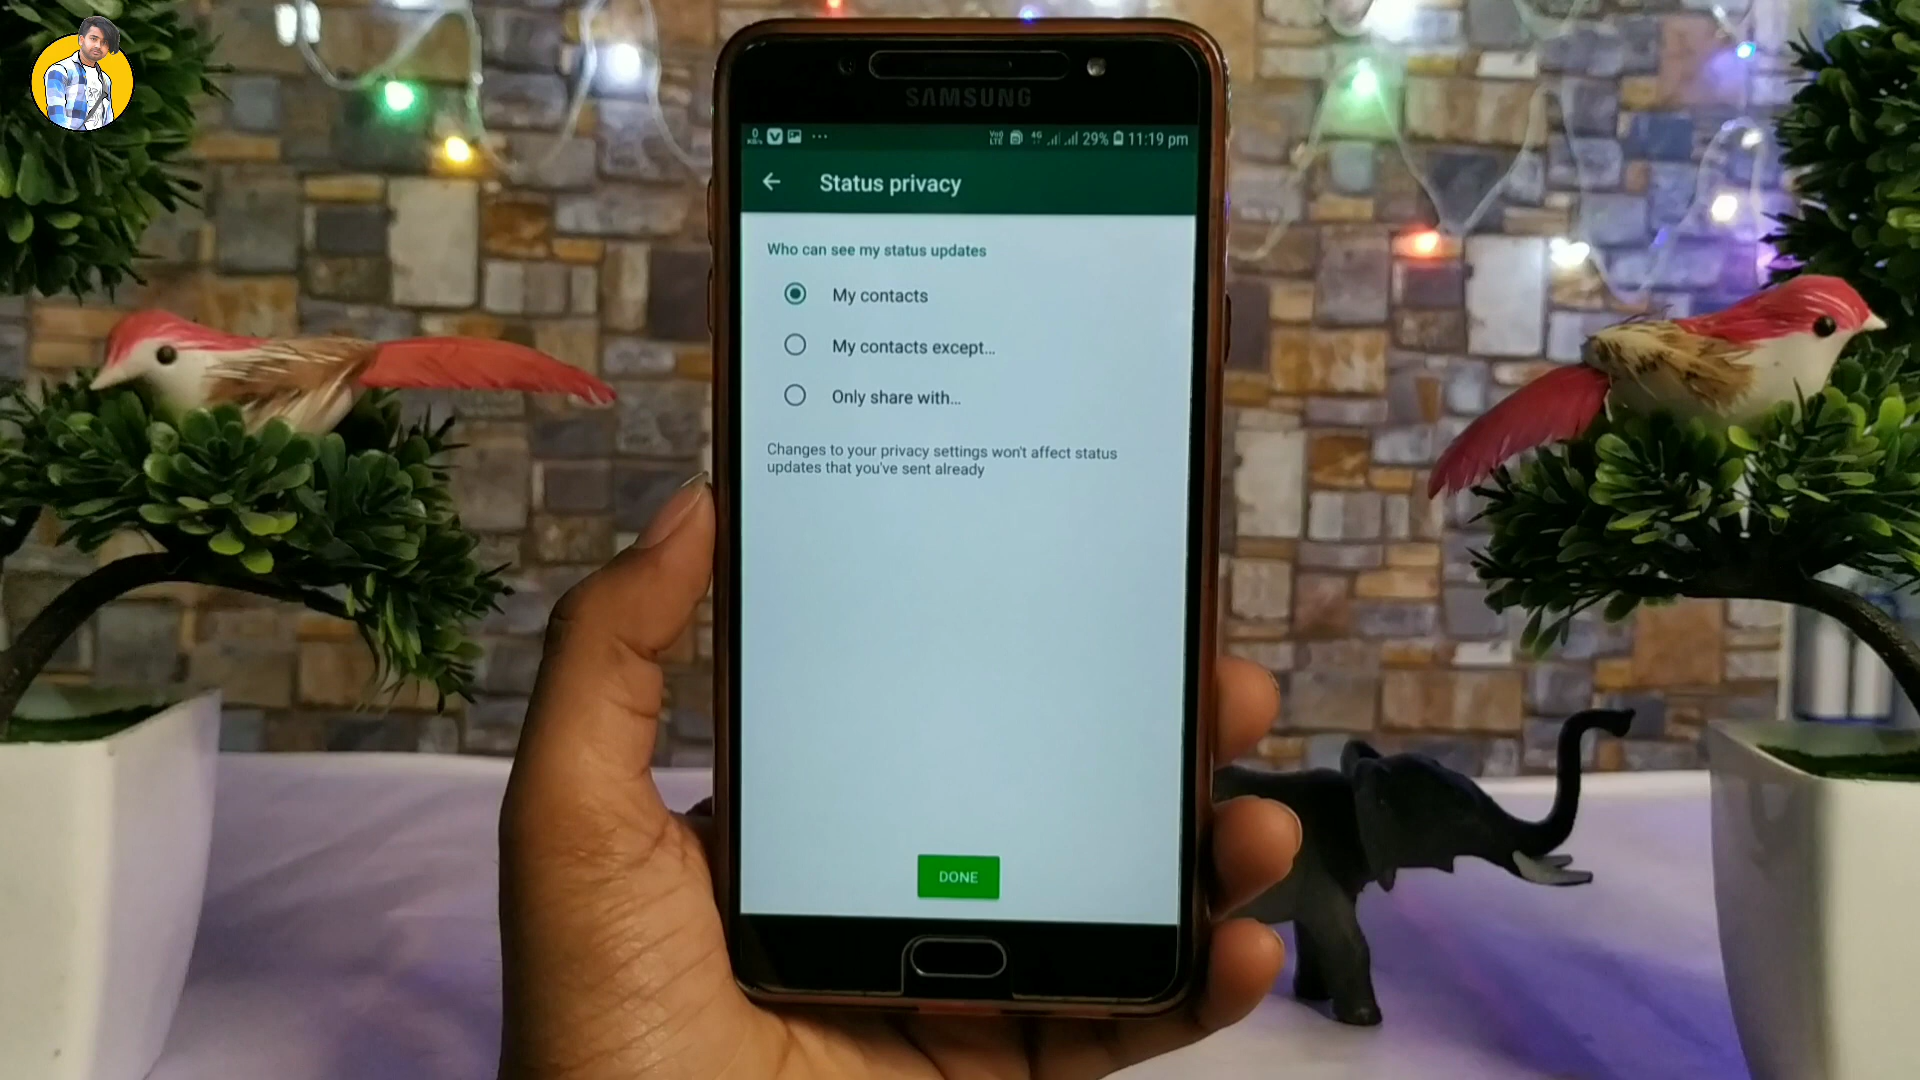 SAMSUNG
29% 11:19 pm
Status privacy
Who can see my status updates
My contacts
My contacts except...
Only share with...
Changes to your privacy settings won't affect status
updates that you've sent already
DONE